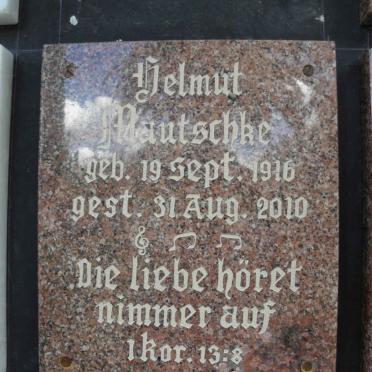 Helmut
Mautschke
geb. 19 Sept. 1916
gest. 31 Aug. 2010
Die liebe höret
nimmer auf
1 Kor. 13:8